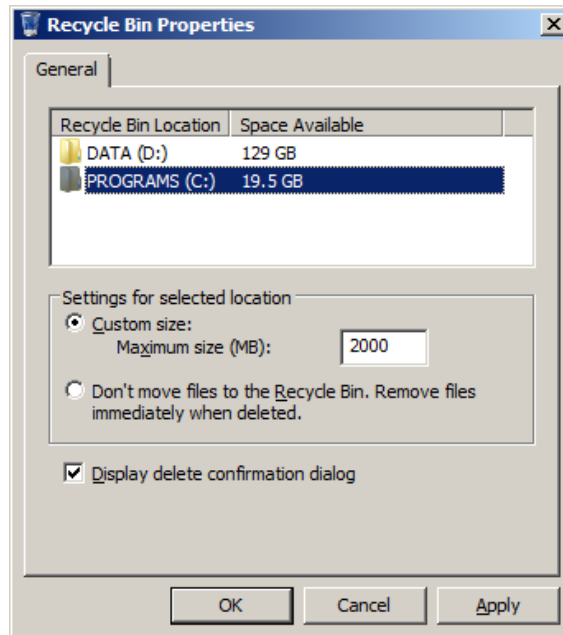 Recycle Bin Properties
General
Recycle Bin Location Space Available
DATA (D:) 129 GB
PROGRAMS (C:) 19.5 GB
Settings for selected location
Custom size:
Maximum size (MB): 2000
Don't move files to the Recycle Bin. Remove files
immediately when deleted.
Display delete confirmation dialog
OK Cancel Apply